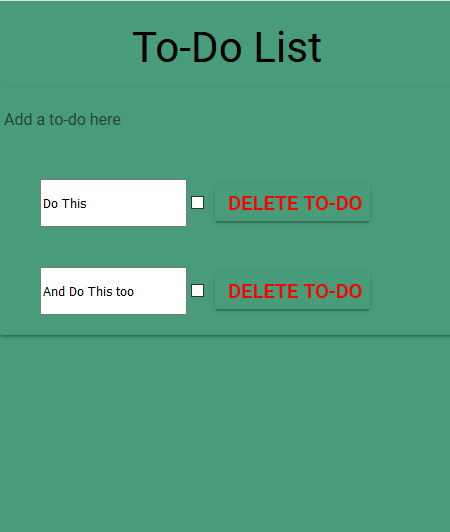 To-Do List
Add a to-do here
Do This
DELETE TO-DO
And Do This too
DELETE TO-DO